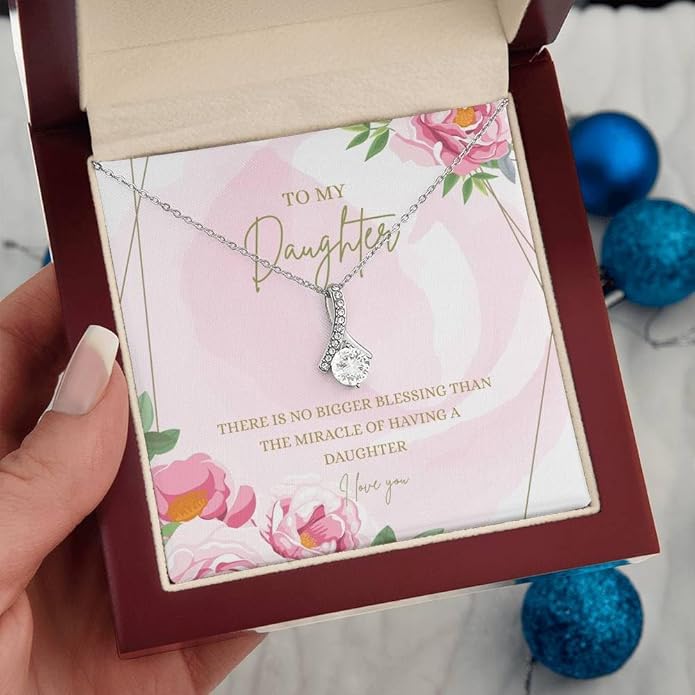 TO MY
Daughter
THERE IS NO BIGGER BLESSING THAN
THE MIRACLE OF HAVING A
DAUGHTER
I love you